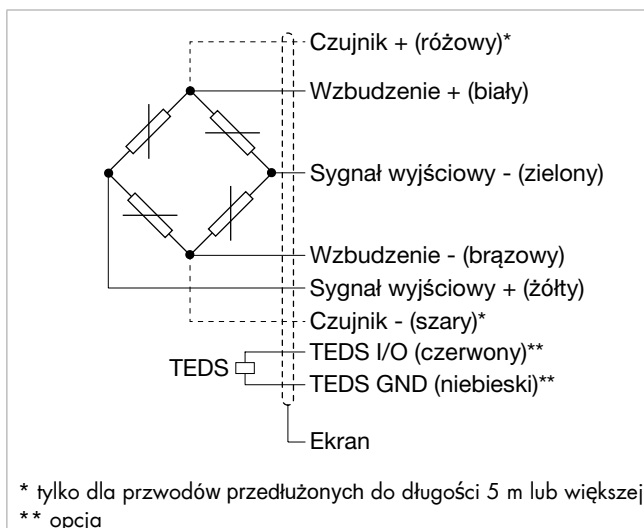 Czujnik + (różowy)*
Wzbudzenie + (biały)
Sygnał wyjściowy - (zielony)
Wzbudzenie - (brązowy)
Sygnał wyjściowy + (żółty)
Czujnik - (szary)*
TEDS I/O (czerwony)**
TEDS
TEDS GND (niebieski)**
Ekran
* tylko dla przwodów przedłużonych do długości 5 m lub większej
** opcja